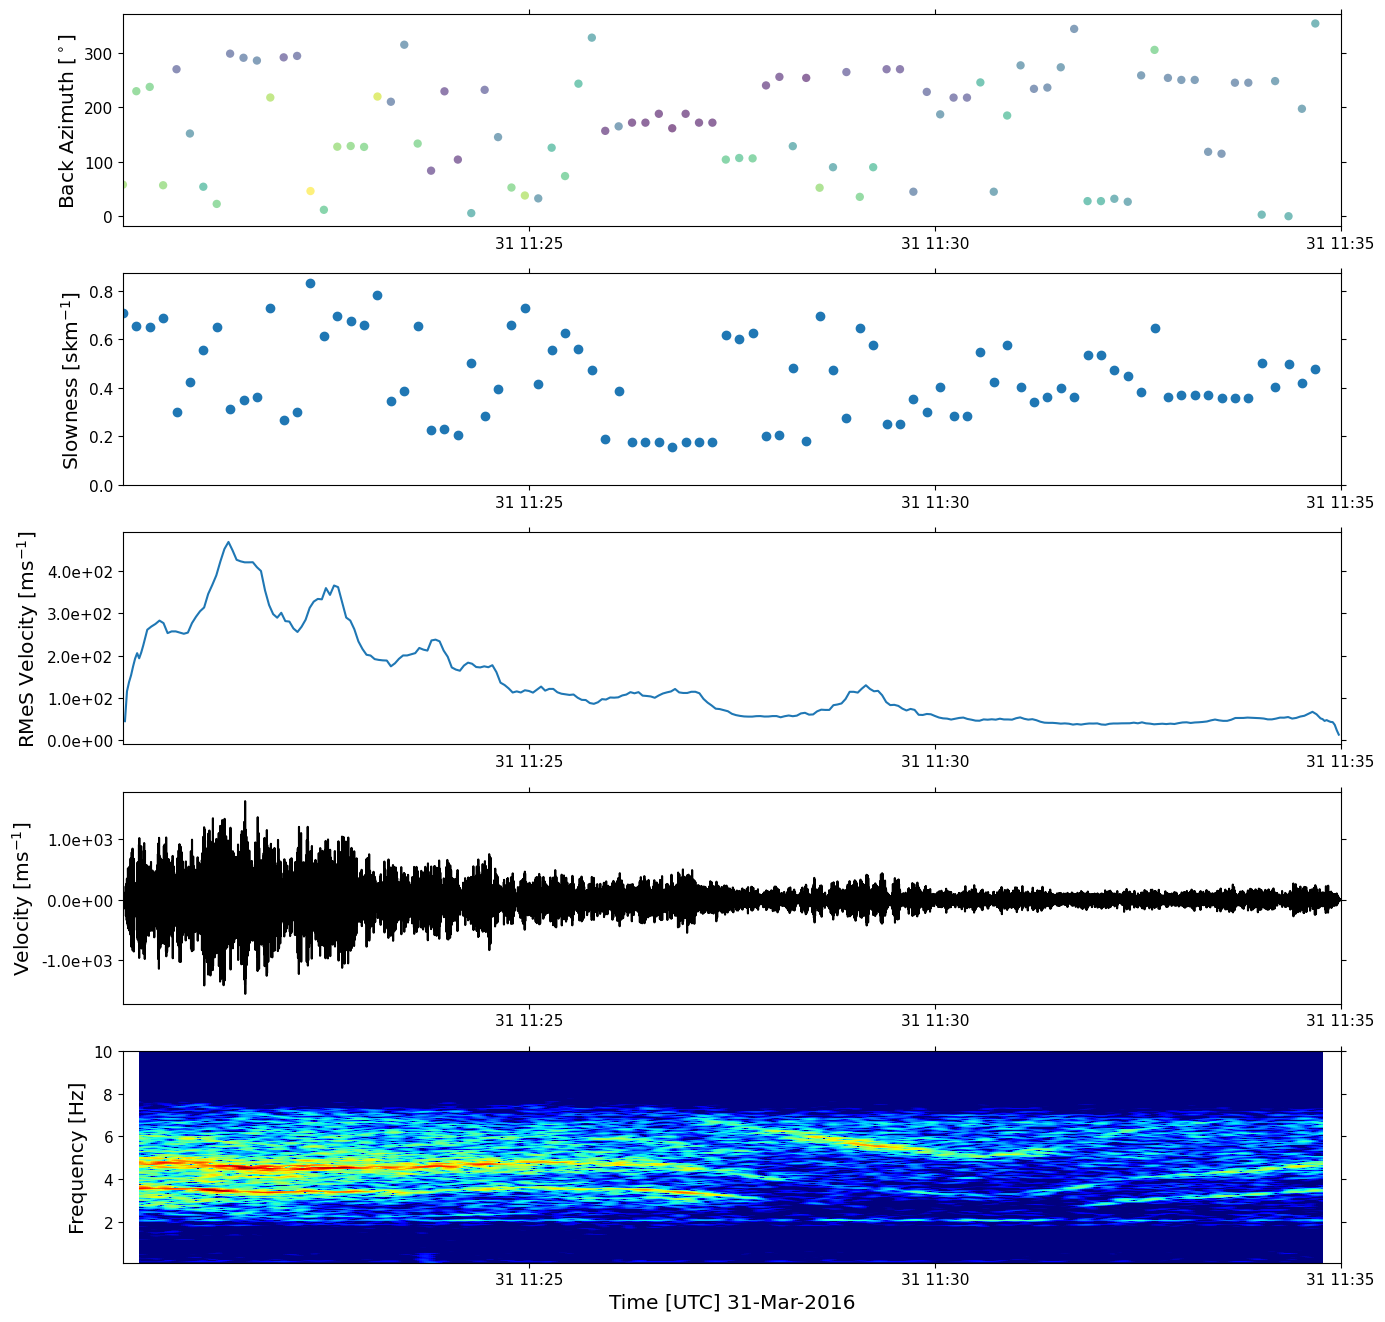 Back Azimuth [°]
300
200
100
0
31 11:25
31 11:30
31 11:35
Slowness [skm⁻¹]
0.8
0.6
0.4
0.2
0.0
31 11:25
31 11:30
31 11:35
RMeS Velocity [ms⁻¹]
4.0e+02
3.0e+02
2.0e+02
1.0e+02
0.0e+00
31 11:25
31 11:30
31 11:35
Velocity [ms⁻¹]
1.0e+03
0.0e+00
-1.0e+03
31 11:25
31 11:30
31 11:35
Frequency [Hz]
10
8
6
4
2
31 11:25
31 11:30
31 11:35
Time [UTC] 31-Mar-2016